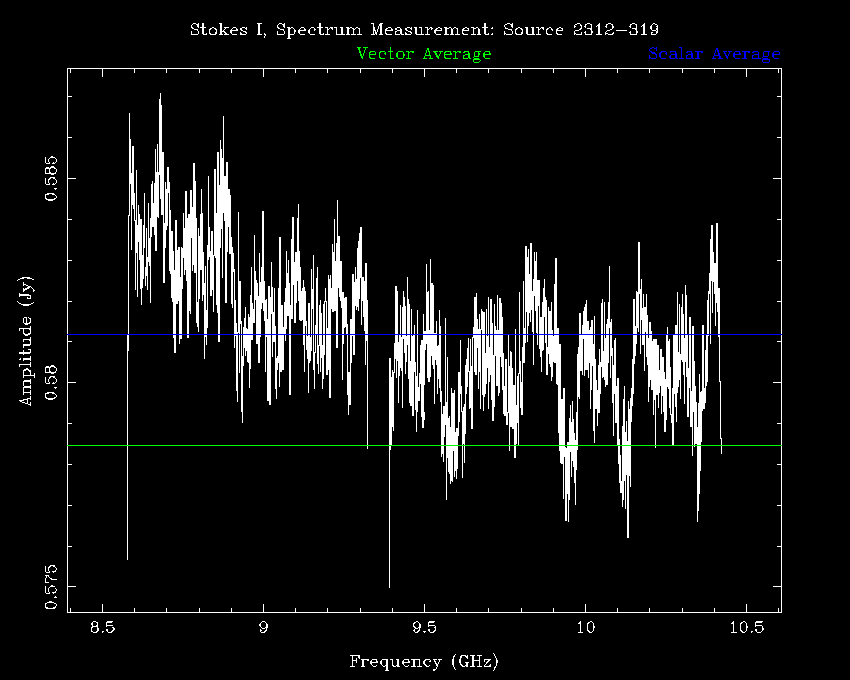 Stokes I, Spectrum Measurement: Source 2312−319
Vector Average Scalar Average
Amplitude (Jy)
0.585
0.58
0.575
8.5 9 9.5 10 10.5
Frequency (GHz)